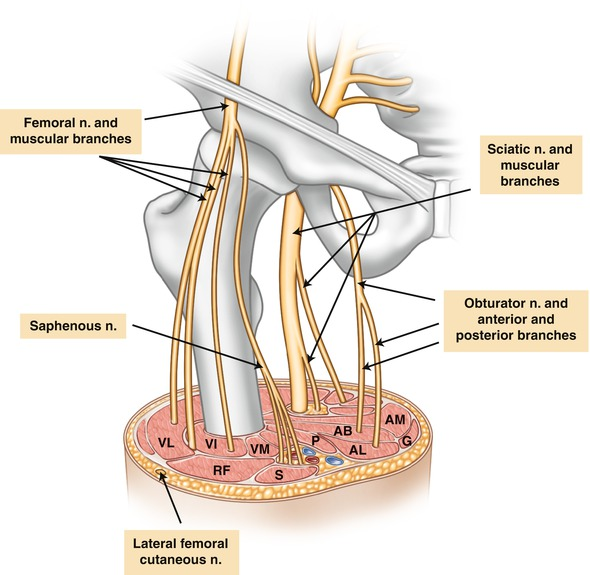 Femoral n. and
muscular branches
Sciatic n. and
muscular
branches
Obturator n. and
anterior and
posterior branches
Saphenous n.
VL
VI
VM
RF
S
P
AB
AL
AM
G
Lateral femoral
cutaneous n.